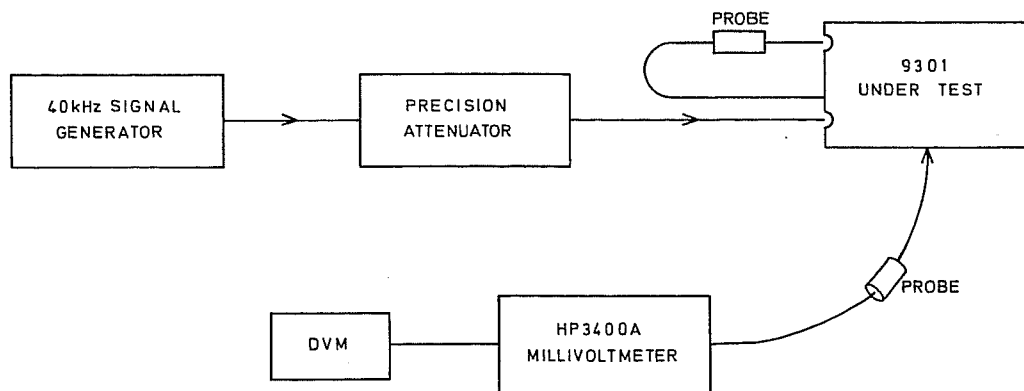 PROBE
9301
UNDER TEST
40kHz SIGNAL
GENERATOR
PRECISION
ATTENUATOR
PROBE
DVM
HP3400A
MILLIVOLTMETER